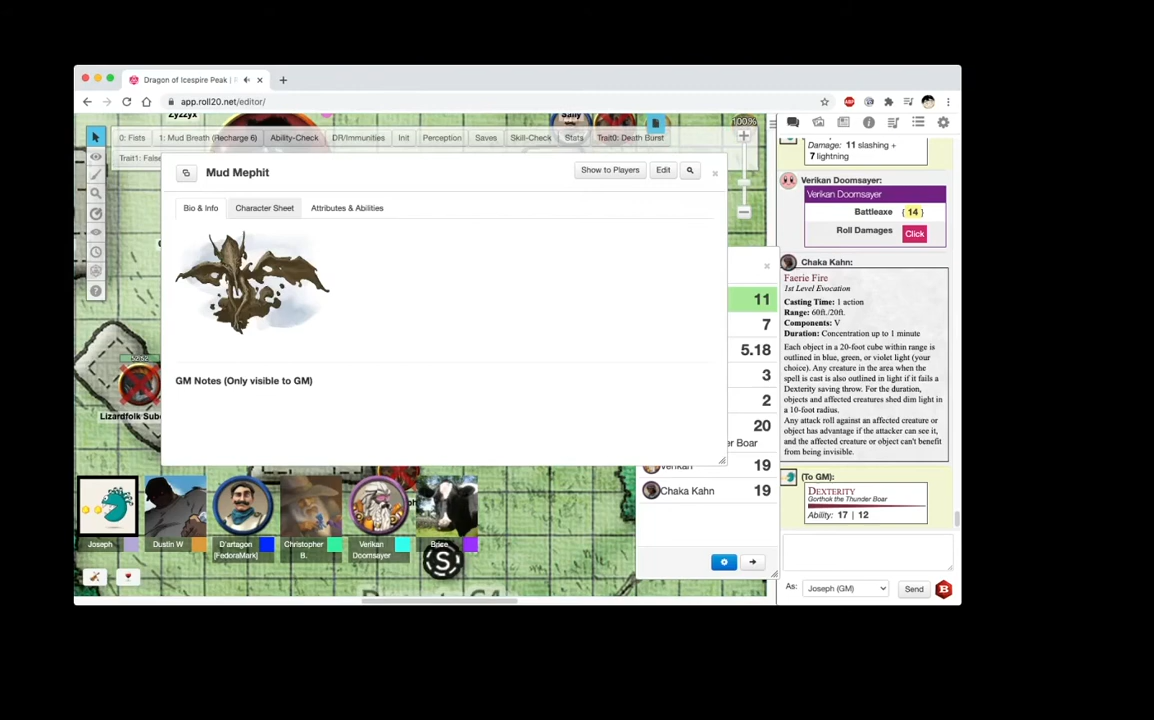 Dragon of Icespire Peak |
app.roll20.net/editor/
ABP
Zyzzyx
Sally
100%
0: Fists 1: Mud Breath (Recharge 6) Ability-Check DR/Immunities Init Perception Saves Skill-Check Stats Trait0: Death Burst
Trait1: False
Mud Mephit
Show to Players Edit
Bio & Info Character Sheet Attributes & Abilities
GM Notes (Only visible to GM)
52/52
Lizardfolk Sub
11
7
5.18
3
2
20
er Boar
Verikan 19
Chaka Kahn 19
Joseph
Dustin W
D'artagon
[FedoraMark]
Christopher
B.
Verikan
Doomsayer
Brice
S
Damage: 11 slashing +
7 lightning
Verikan Doomsayer:
Verikan Doomsayer
Battleaxe { 14 }
Roll Damages Click
Chaka Kahn:
Faerie Fire
1st Level Evocation
Casting Time: 1 action
Range: 60ft./20ft.
Components: V
Duration: Concentration up to 1 minute
Each object in a 20-foot cube within range is
outlined in blue, green, or violet light (your
choice). Any creature in the area when the
spell is cast is also outlined in light if it fails a
Dexterity saving throw. For the duration,
objects and affected creatures shed dim light in
a 10-foot radius.
Any attack roll against an affected creature or
object has advantage if the attacker can see it,
and the affected creature or object can't benefit
from being invisible.
(To GM):
Dexterity
Gorthok the Thunder Boar
Ability: 17 | 12
As: Joseph (GM) Send